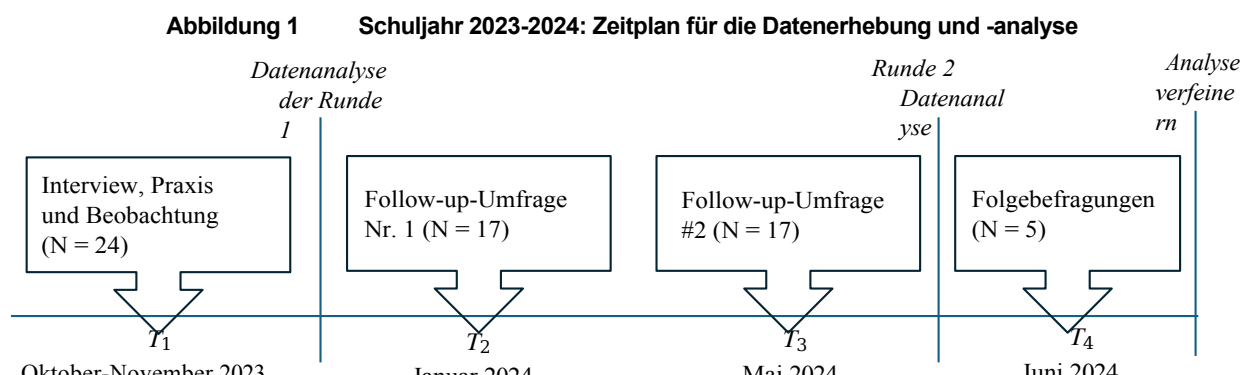 Abbildung 1 Schuljahr 2023-2024: Zeitplan für die Datenerhebung und -analyse
Datenanalyse
der Runde
1
Runde 2
Datenanal
yse
Analyse
verfeine
rn
Interview, Praxis
und Beobachtung
(N = 24)
Follow-up-Umfrage
Nr. 1 (N = 17)
Follow-up-Umfrage
#2 (N = 17)
Folgebefragungen
(N = 5)
T1
T2
T3
T4
Oktober-November 2023
Januar 2024
Mai 2024
Juni 2024